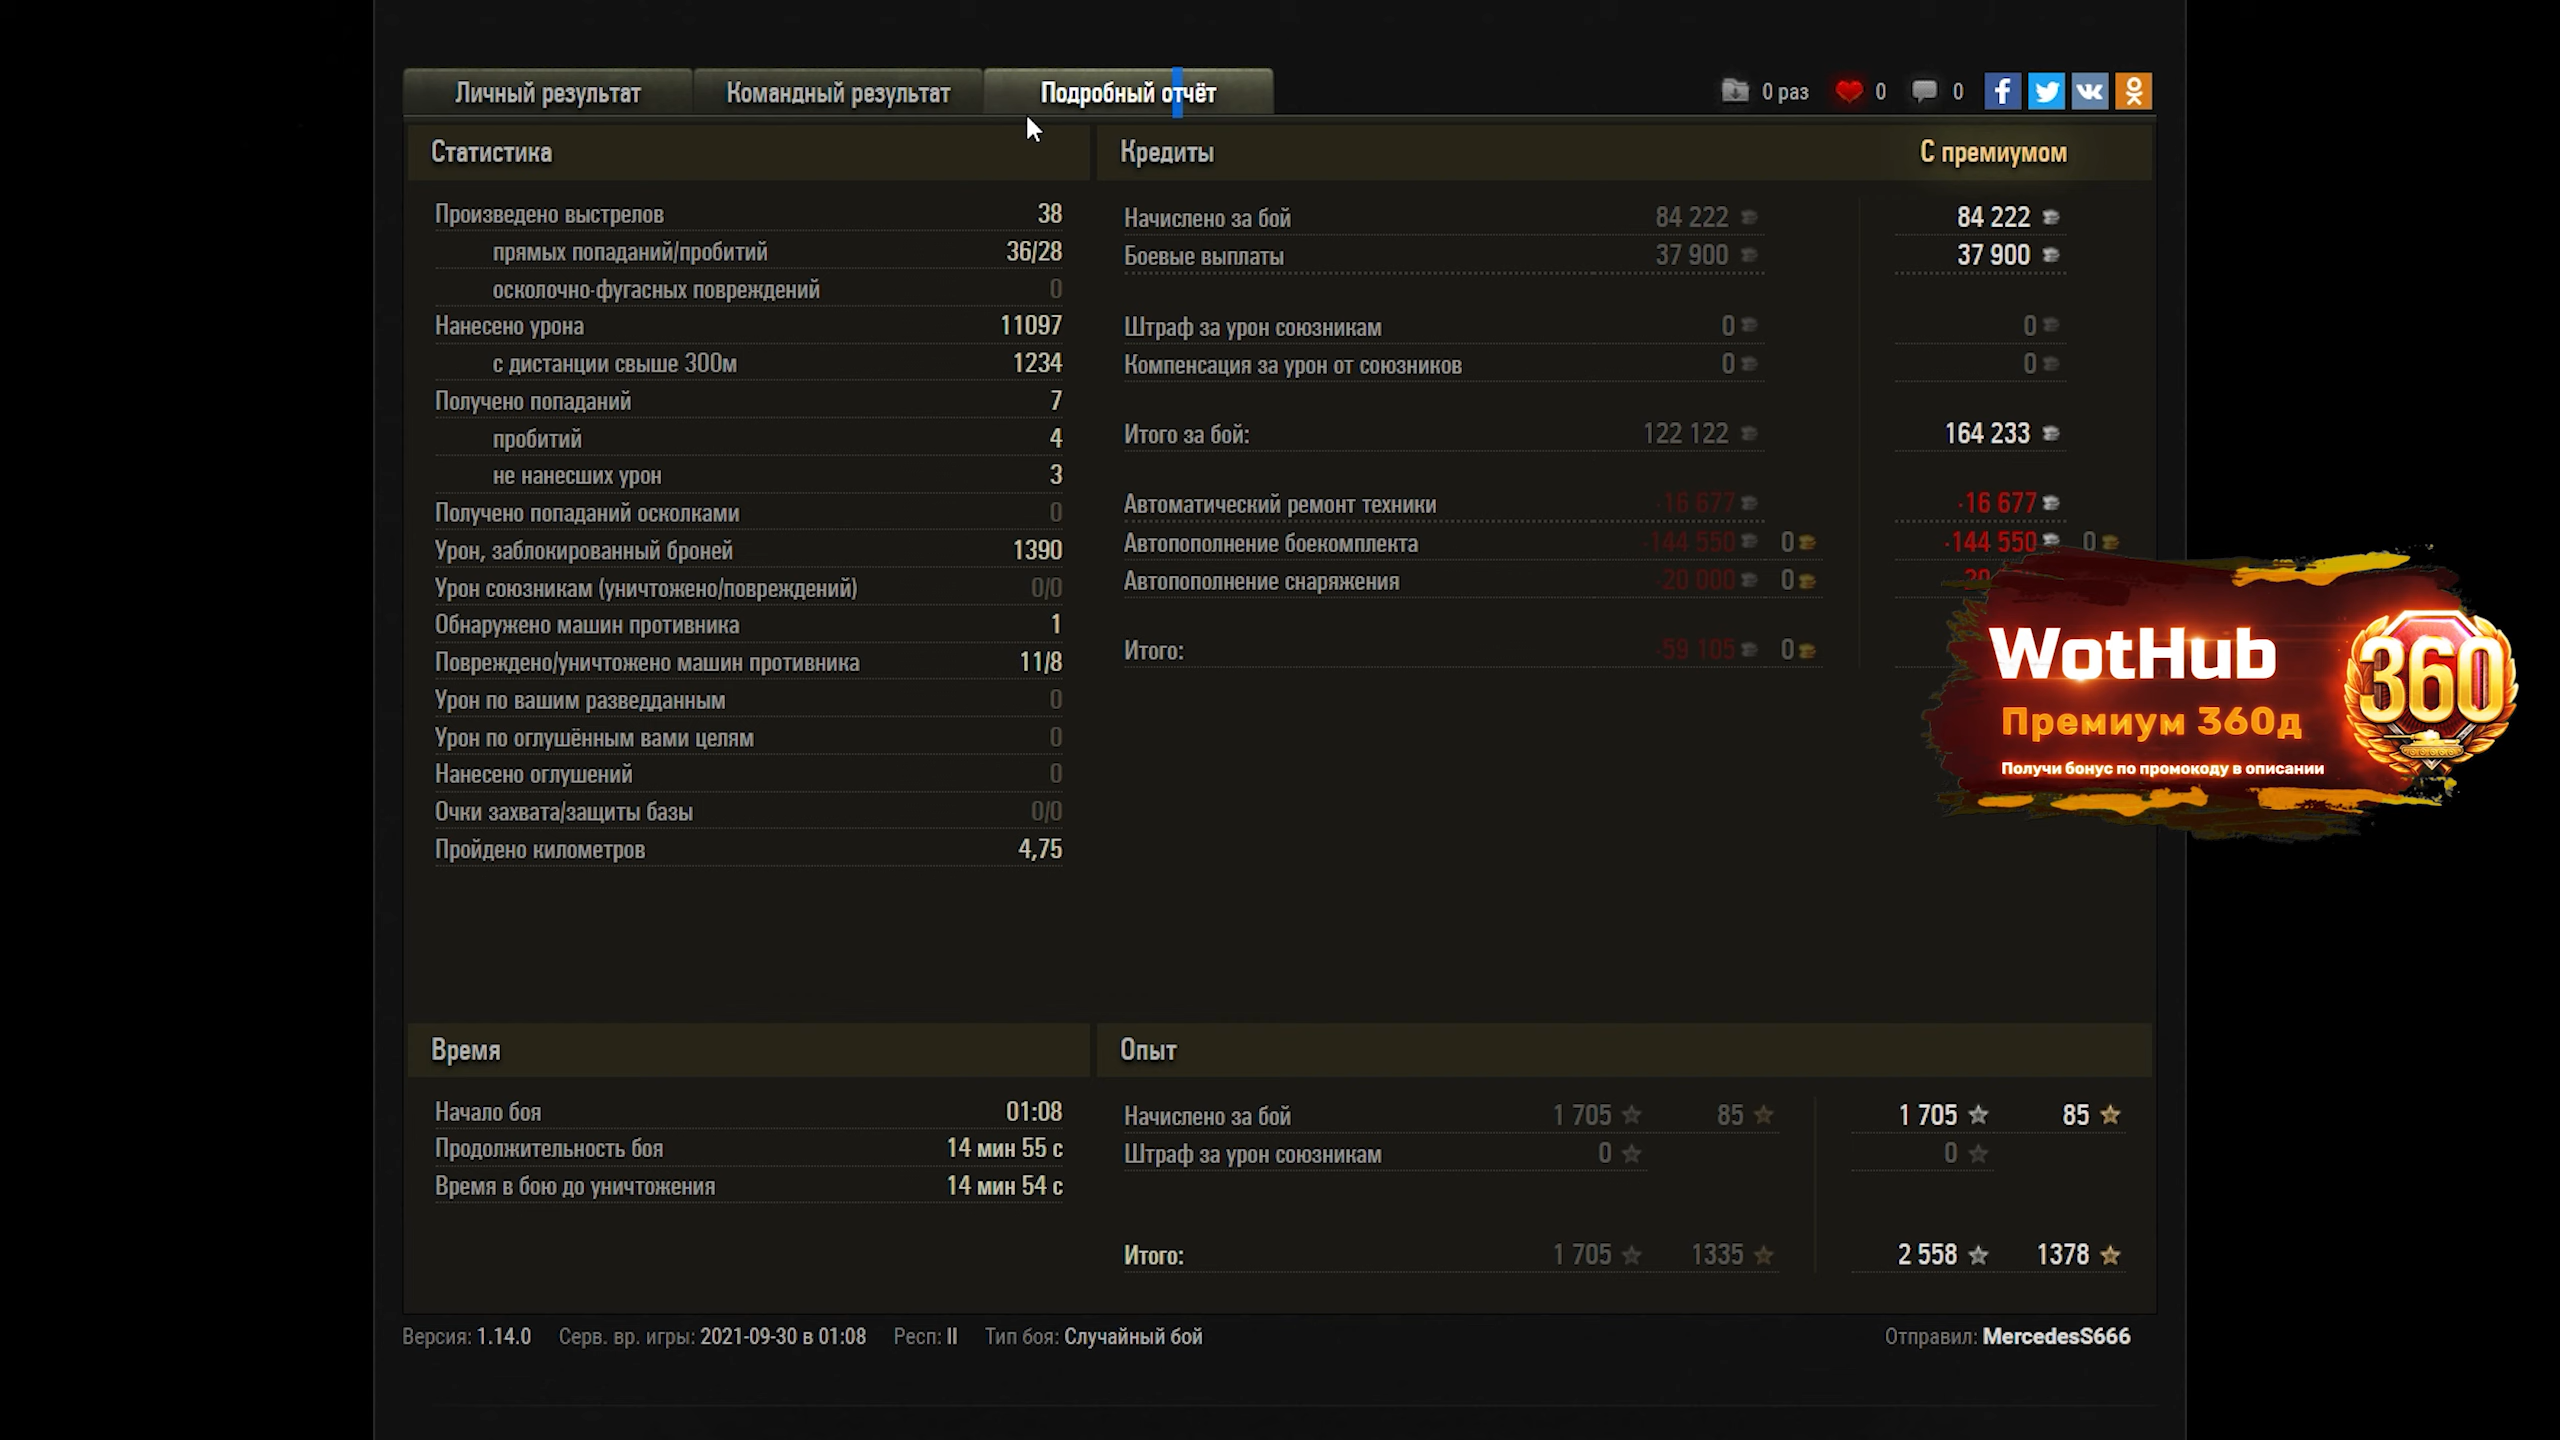 Личный результат Командный результат Подробный отчёт 0 раз 0 0
Статистика
Произведено выстрелов 38
прямых попаданий/пробитий 36/28
осколочно-фугасных повреждений 0
Нанесено урона 11097
с дистанции свыше 300м 1234
Получено попаданий 7
пробитий 4
не нанесших урон 3
Получено попаданий осколками 0
Урон, заблокированный броней 1390
Урон союзникам (уничтожено/повреждений) 0/0
Обнаружено машин противника 1
Повреждено/уничтожено машин противника 11/8
Урон по вашим разведданным 0
Урон по оглушённым вами целям 0
Нанесено оглушений 0
Очки захвата/защиты базы 0/0
Пройдено километров 4,75
Кредиты С премиумом
Начислено за бой 84 222 84 222
Боевые выплаты 37 900 37 900
Штраф за урон союзникам 0 0
Компенсация за урон от союзников 0 0
Итого за бой: 122 122 164 233
Автоматический ремонт техники -16 677 -16 677
Автопополнение боекомплекта -144 550 0 -144 550 0
Автопополнение снаряжения -20 000 0
Итого: -59 105 0
WotHub
360
Премиум 360д
Получи бонус по промокоду в описании
Время
Начало боя 01:08
Продолжительность боя 14 мин 55 с
Время в бою до уничтожения 14 мин 54 с
Опыт
Начислено за бой 1 705 85 1 705 85
Штраф за урон союзникам 0 0
Итого: 1 705 1335 2 558 1378
Версия: 1.14.0 Серв. вр. игры: 2021-09-30 в 01:08 Респ: II Тип боя: Случайный бой Отправил: MercedesS666